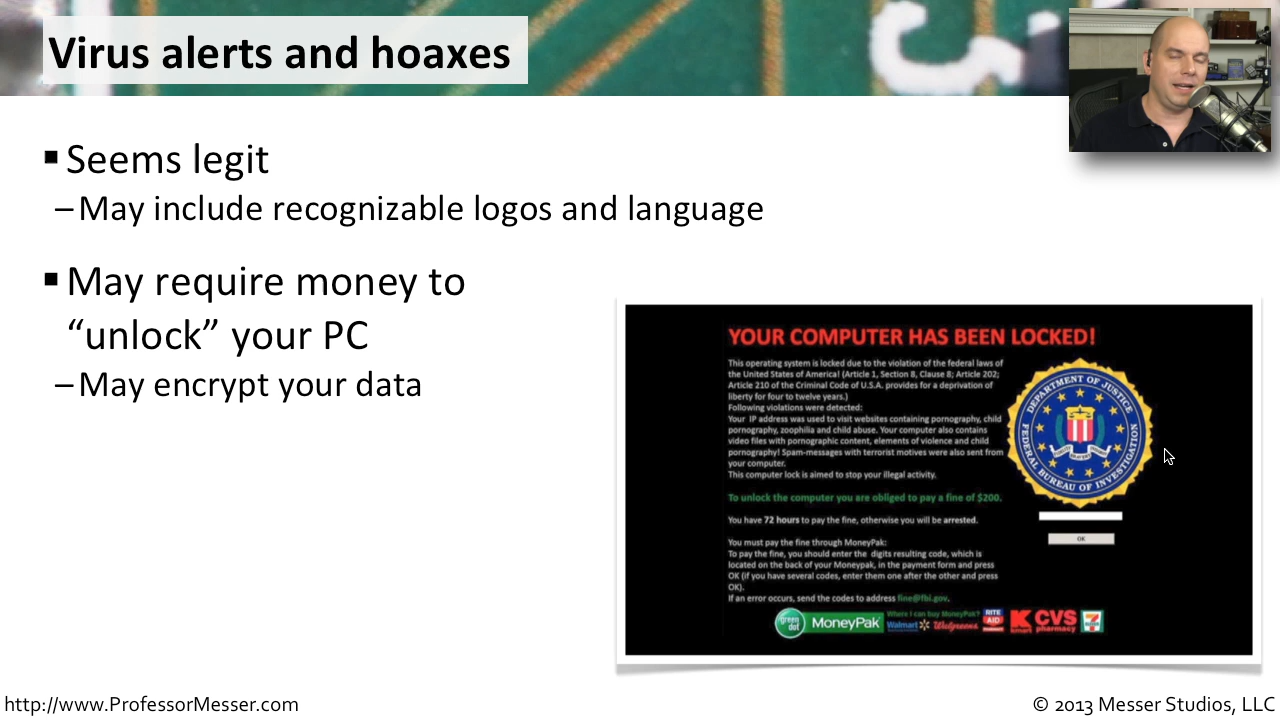 Virus alerts and hoaxes
▪ Seems legit
– May include recognizable logos and language
▪ May require money to
“unlock” your PC
– May encrypt your data
YOUR COMPUTER HAS BEEN LOCKED!
This operating system is locked due to the violation of the federal laws of
the United States of America! (Article 1, Section 8, Clause 8; Article 202;
Article 210 of the Criminal Code of U.S.A. provides for a deprivation of
liberty for four to twelve years.)
Following violations were detected:
Your IP address was used to visit websites containing pornography, child
pornography, zoophilia and child abuse. Your computer also contains
video files with pornographic content, elements of violence and child
pornography! Spam-messages with terrorist motives were also sent from
your computer.
This computer lock is aimed to stop your illegal activity.
To unlock the computer you are obliged to pay a fine of $200.
You have 72 hours to pay the fine, otherwise you will be arrested.
You must pay the fine through MoneyPak:
To pay the fine, you should enter the digits resulting code, which is
located on the back of your Moneypak, in the payment form and press
OK (if you have several codes, enter them one after the other and press
OK).
If an error occurs, send the codes to address fine@fbi.gov.
DEPARTMENT OF JUSTICE
FEDERAL BUREAU OF INVESTIGATION
OK
green dot MoneyPak
Where I can buy MoneyPak?
Walmart Walgreens RITE AID Kmart CVS pharmacy
http://www.ProfessorMesser.com
© 2013 Messer Studios, LLC